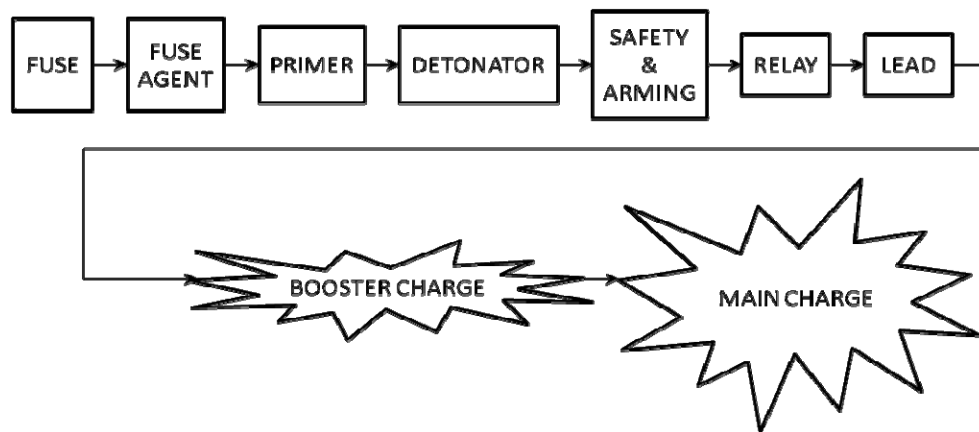 FUSE
FUSE
AGENT
PRIMER
DETONATOR
SAFETY
&
ARMING
RELAY
LEAD
BOOSTER CHARGE
MAIN CHARGE